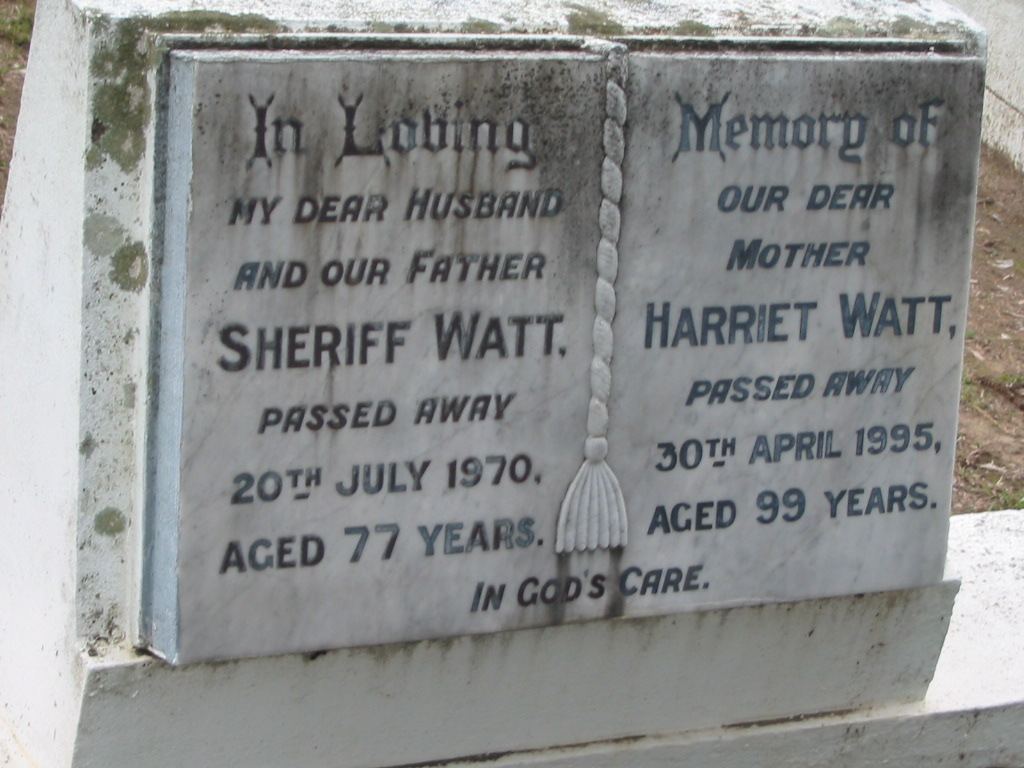 In Loving Memory of
MY DEAR HUSBAND
AND OUR FATHER
SHERIFF WATT.
PASSED AWAY
20TH JULY 1970,
AGED 77 YEARS.
OUR DEAR
MOTHER
HARRIET WATT,
PASSED AWAY
30TH APRIL 1995,
AGED 99 YEARS.
IN GOD'S CARE.